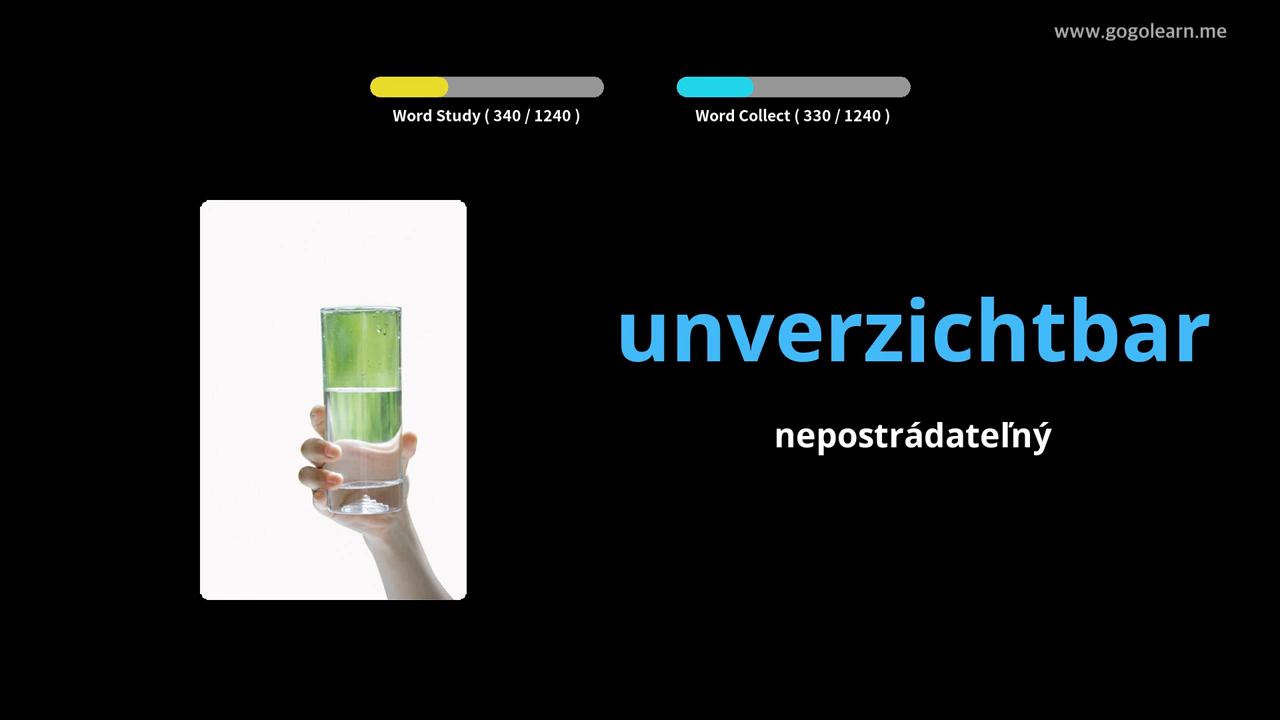 www.gogolearn.me
Word Study ( 340 / 1240 )
Word Collect ( 330 / 1240 )
unverzichtbar
nepostrádateľný